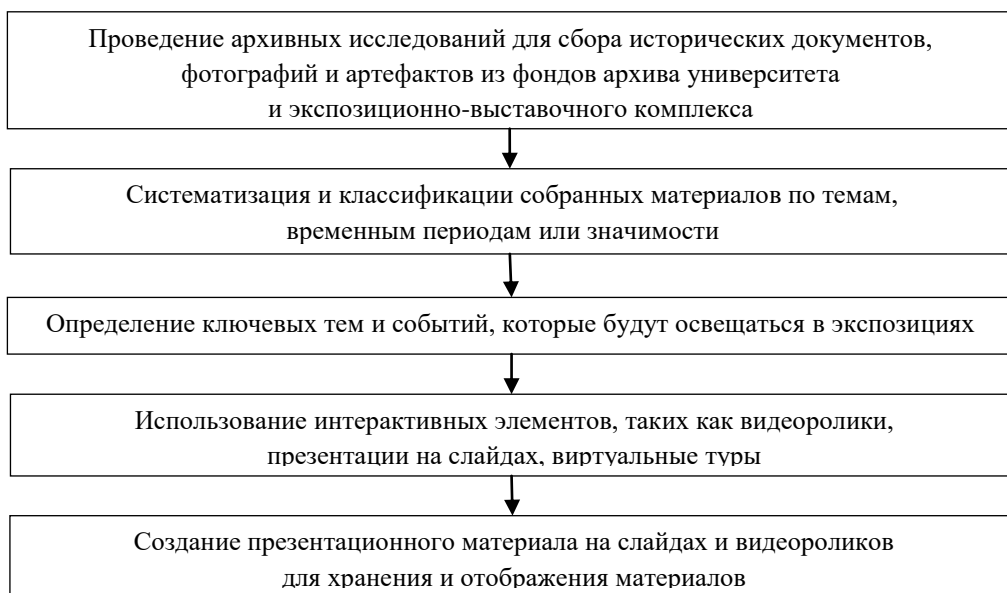 Проведение архивных исследований для сбора исторических документов,
фотографий и артефактов из фондов архива университета
и экспозиционно-выставочного комплекса
Систематизация и классификации собранных материалов по темам,
временным периодам или значимости
Определение ключевых тем и событий, которые будут освещаться в экспозициях
Использование интерактивных элементов, таких как видеоролики,
презентации на слайдах, виртуальные туры
Создание презентационного материала на слайдах и видеороликов
для хранения и отображения материалов